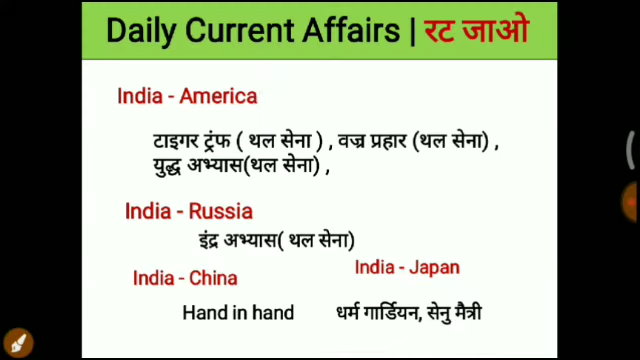 Daily Current Affairs | रट जाओ
India - America
टाइगर ट्रंफ ( थल सेना ) , वज्र प्रहार (थल सेना) ,
युद्ध अभ्यास(थल सेना) ,
India - Russia
इंद्र अभ्यास( थल सेना)
India - China
India - Japan
Hand in hand
धर्म गार्डियन, सेनु मैत्री